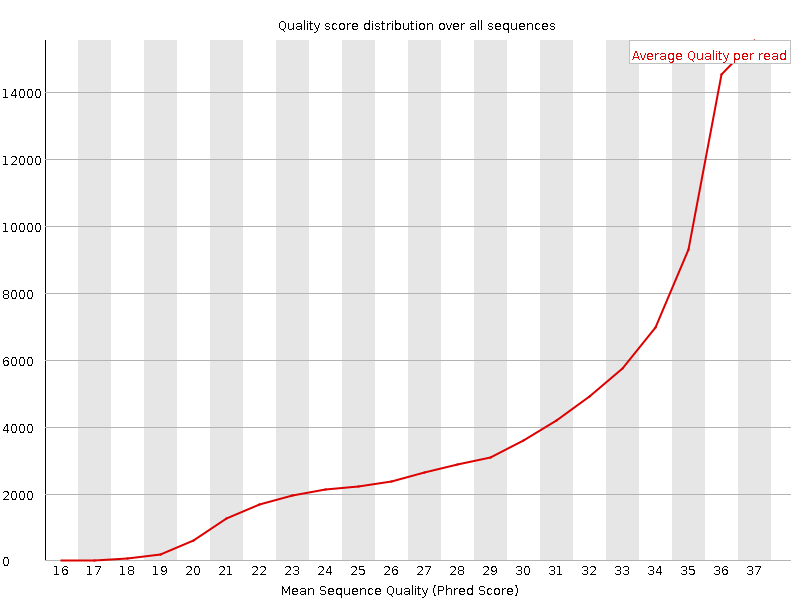 Quality score distribution over all sequences
Average Quality per read
14000
12000
10000
8000
6000
4000
2000
0
16 17 18 19 20 21 22 23 24 25 26 27 28 29 30 31 32 33 34 35 36 37
Mean Sequence Quality (Phred Score)